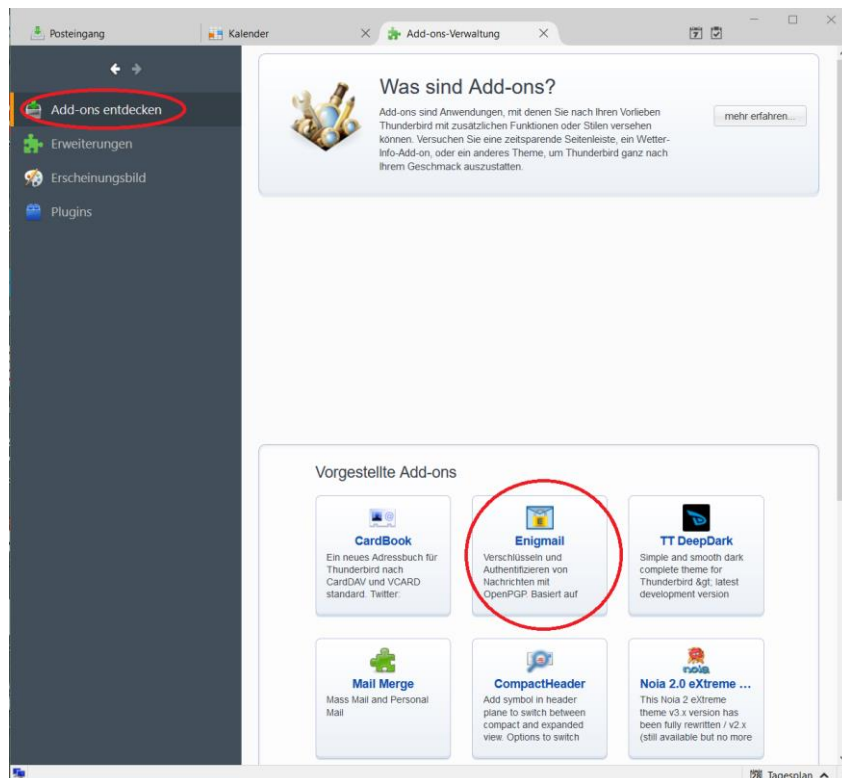 Posteingang
Kalender
Add-ons-Verwaltung
7
Add-ons entdecken
Erweiterungen
Erscheinungsbild
Plugins
Was sind Add-ons?
Add-ons sind Anwendungen, mit denen Sie nach Ihren Vorlieben
Thunderbird mit zusätzlichen Funktionen oder Stilen versehen
können. Versuchen Sie eine zeitsparende Seitenleiste, ein Wetter-
Info-Add-on, oder ein anderes Theme, um Thunderbird ganz nach
Ihrem Geschmack auszustatten.
mehr erfahren...
Vorgestellte Add-ons
CardBook
Ein neues Adressbuch für
Thunderbird nach
CardDAV und VCARD
standard. Twitter:
Enigmail
Verschlüsseln und
Authentifizieren von
Nachrichten mit
OpenPGP. Basiert auf
TT DeepDark
Simple and smooth dark
complete theme for
Thunderbird &gt; latest
development version
Mail Merge
Mass Mail and Personal
Mail
CompactHeader
Add symbol in header
plane to switch between
compact and expanded
view. Options to switch
noia
Noia 2.0 eXtreme ...
This Noia 2 eXtreme
theme v3.x version has
been fully rewritten / v2.x
(still available but no more
Tagesplan